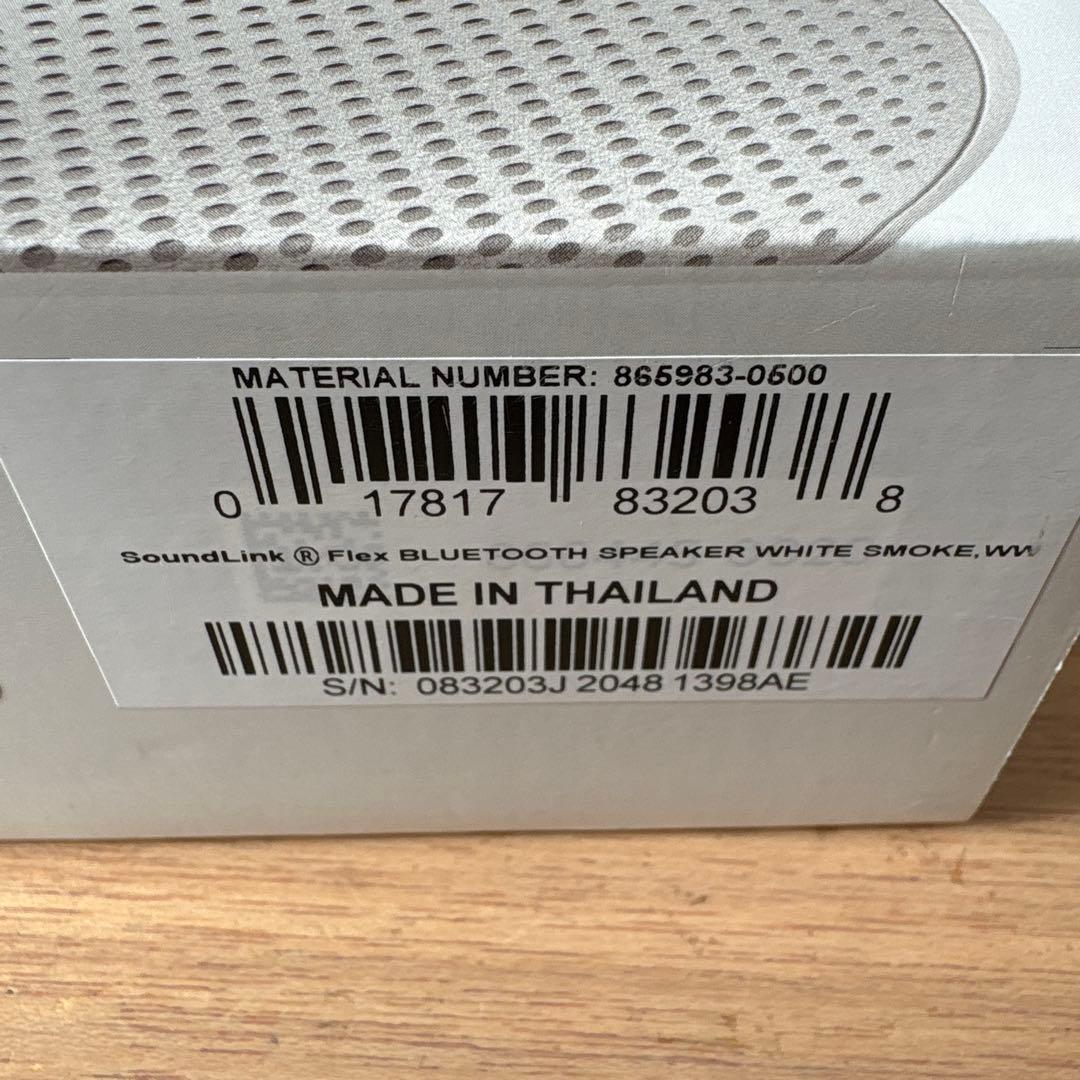 MATERIAL NUMBER: 865983-0500
0 17817 83203 8
SoundLink ® Flex BLUETOOTH SPEAKER WHITE SMOKE,WW
MADE IN THAILAND
S/N: 083203J 2048 1398AE